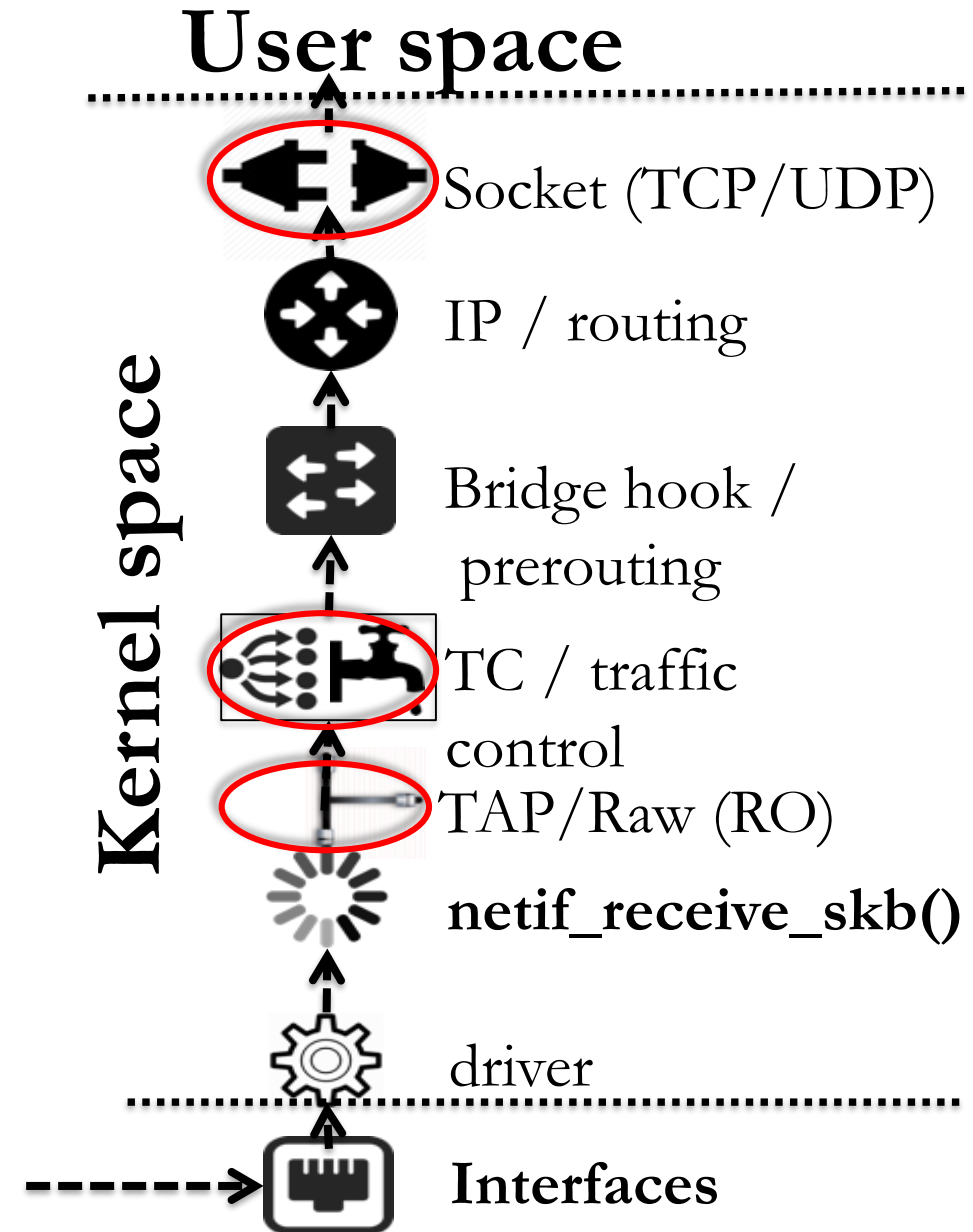 User space
Socket (TCP/UDP)
IP / routing
Kernel space
Bridge hook /
prerouting
TC / traffic
control
TAP/Raw (RO)
netif_receive_skb()
driver
Interfaces